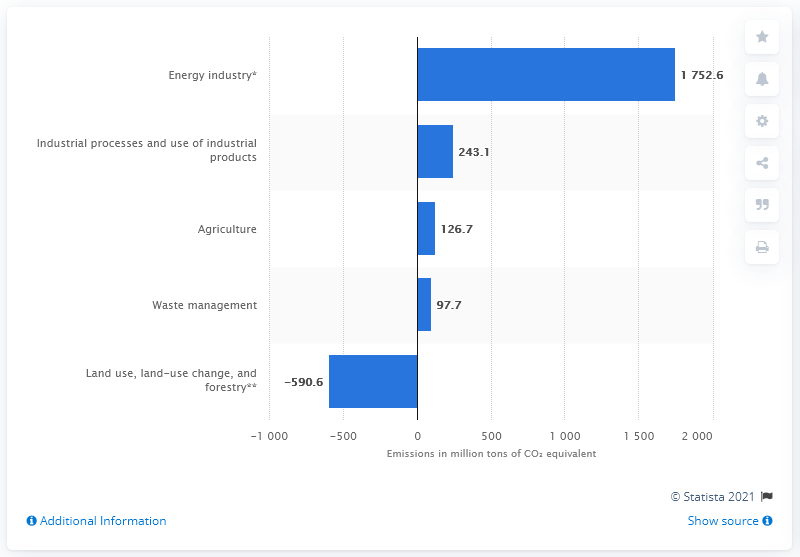 Energy industry*
1 752.6
Industrial processes and use of industrial
products
243.1
Agriculture
126.7
Waste management
97.7
Land use, land-use change, and
forestry**
-590.6
-1 000
-500
0
500
1 000
1 500
2 000
Emissions in million tons of CO₂ equivalent
© Statista 2021
Additional Information
Show source